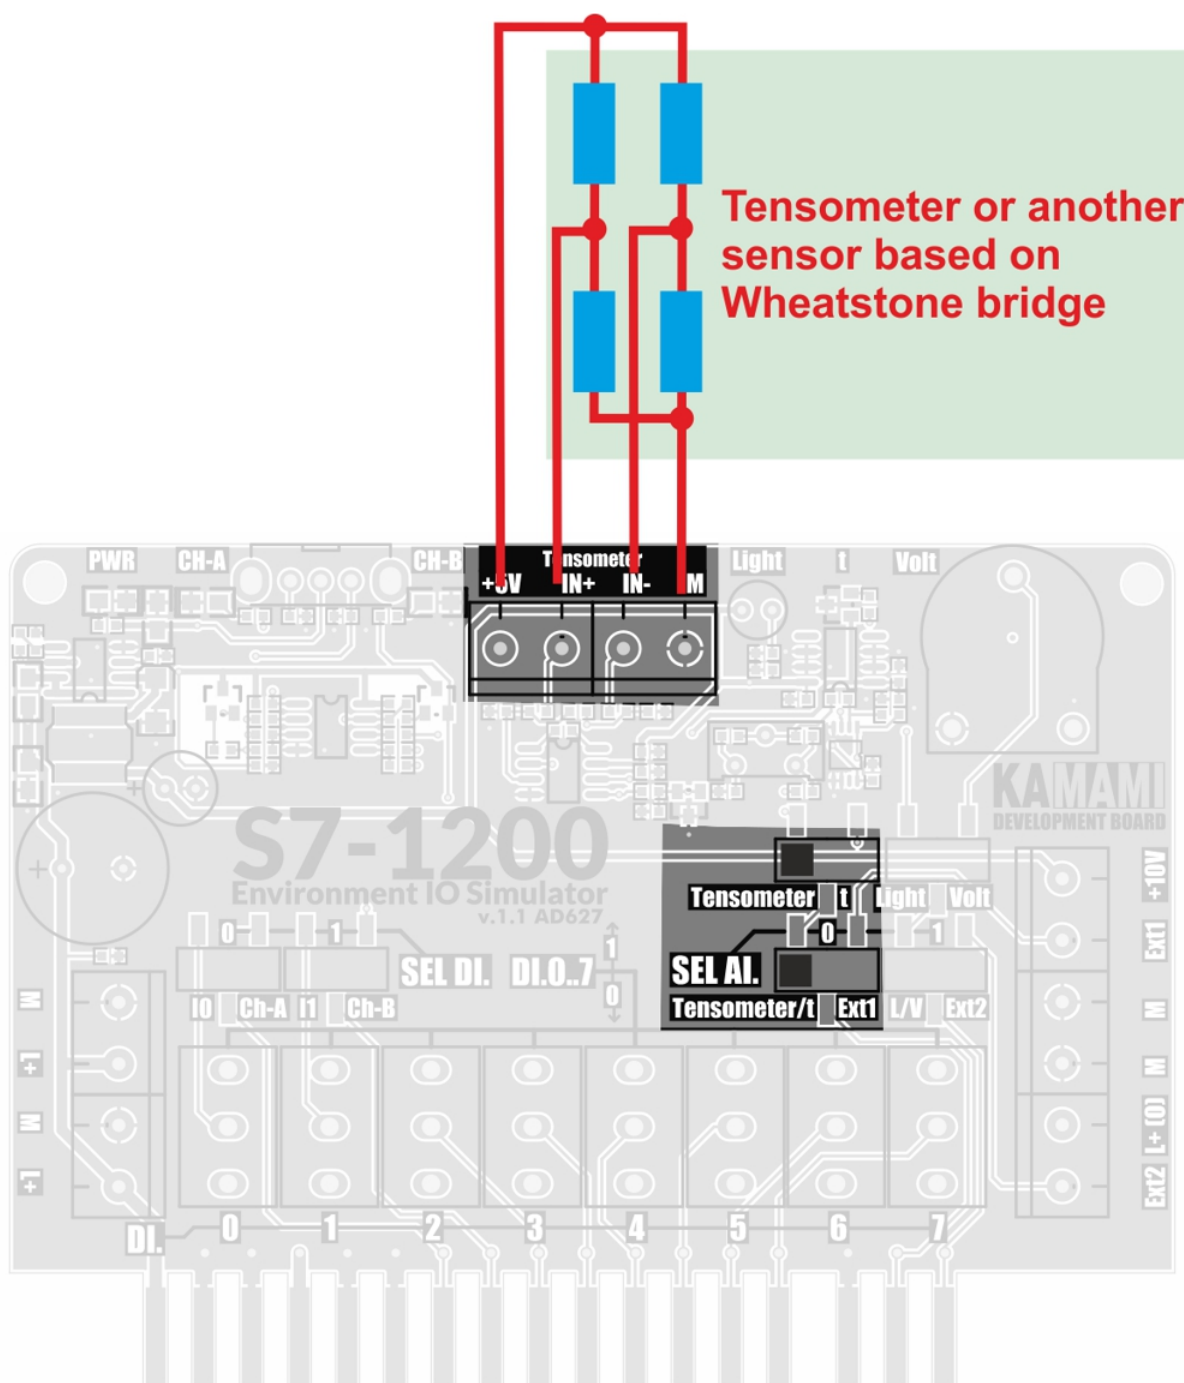 Tensometer or another
sensor based on
Wheatstone bridge
PWR
CH-A
CH-B
Tensometer
+5V IN+ IN- M
Light
t
Volt
KAMAMI
DEVELOPMENT BOARD
S7-1200
Environment IO Simulator
v.1.1 AD627
Tensometer t Light Volt
0 1
SEL DI. DI.0..7 1 0
SEL AI. 0 1
I0 Ch-A I1 Ch-B
Tensometer/t Ext1 L/V Ext2
M
L+
M
L+
+10V
Ext1
M
M
L+ (0)
Ext2
DI. 0 1 2 3 4 5 6 7